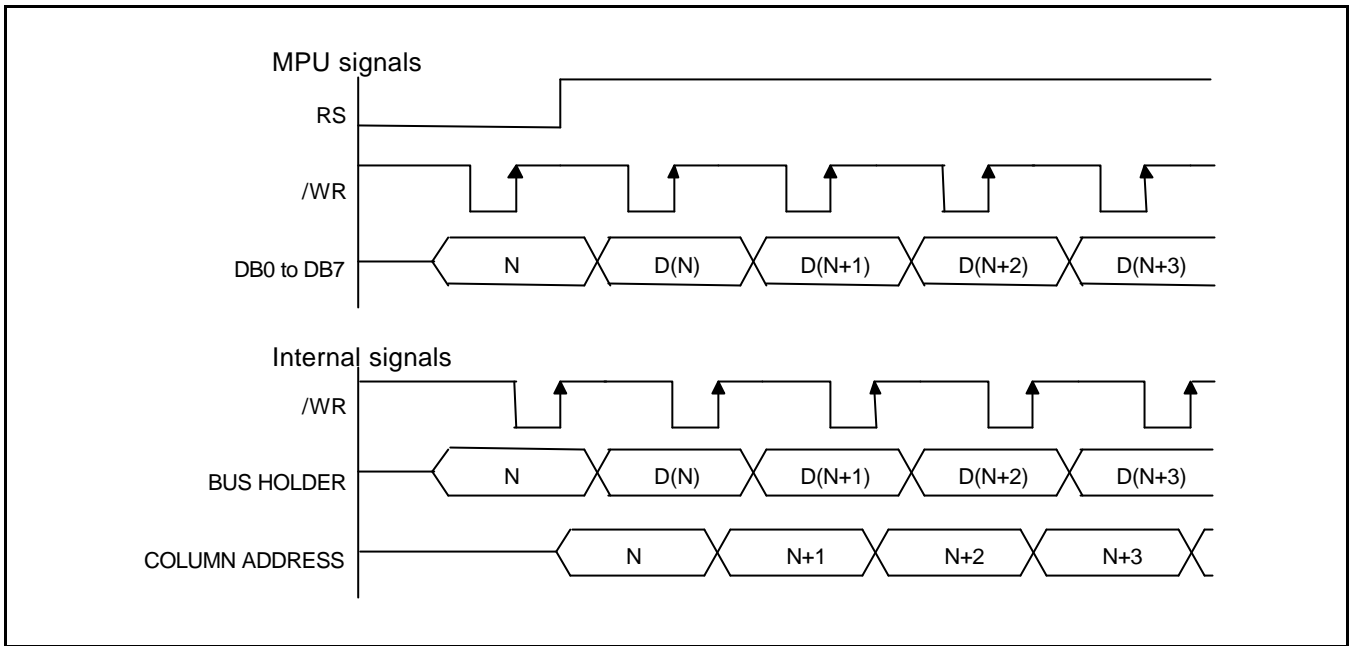 MPU signals
RS
/WR
DB0 to DB7 N D(N) D(N+1) D(N+2) D(N+3)
Internal signals
/WR
BUS HOLDER N D(N) D(N+1) D(N+2) D(N+3)
COLUMN ADDRESS N N+1 N+2 N+3